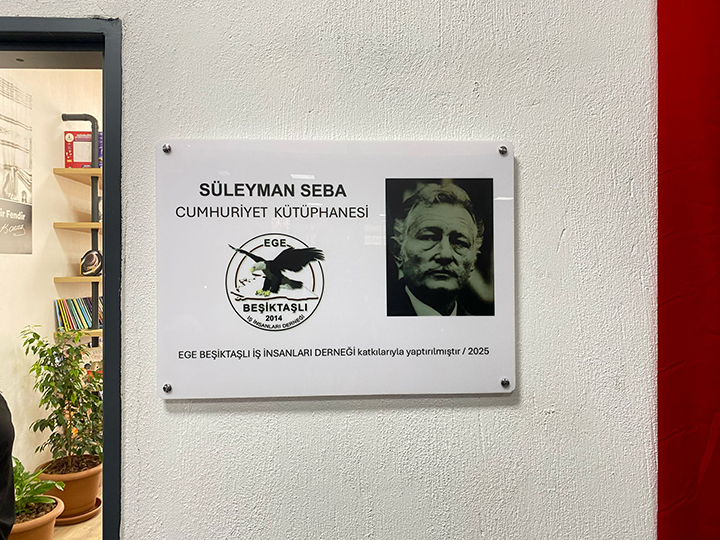 SÜLEYMAN SEBA
CUMHURİYET KÜTÜPHANESİ
EGE
BEŞİKTAŞLI
2014
İŞ İNSANLARI DERNEĞİ
EGE BEŞİKTAŞLI İŞ İNSANLARI DERNEĞİ katkılarıyla yaptırılmıştır / 2025
Fendir